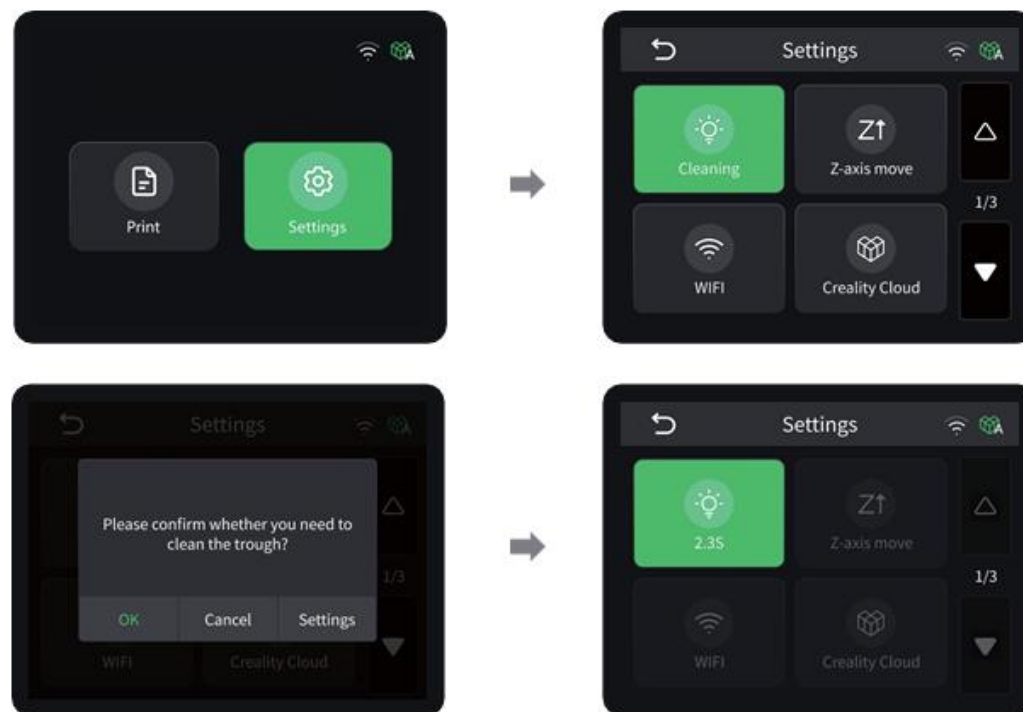 Print
Settings
Settings
Cleaning
Z↑
Z-axis move
1/3
WIFI
Creality Cloud
Settings
Please confirm whether you need to
clean the trough?
1/3
OK
Cancel
Settings
WIFI
Creality Cloud
Settings
2.3S
Z↑
Z-axis move
1/3
WIFI
Creality Cloud